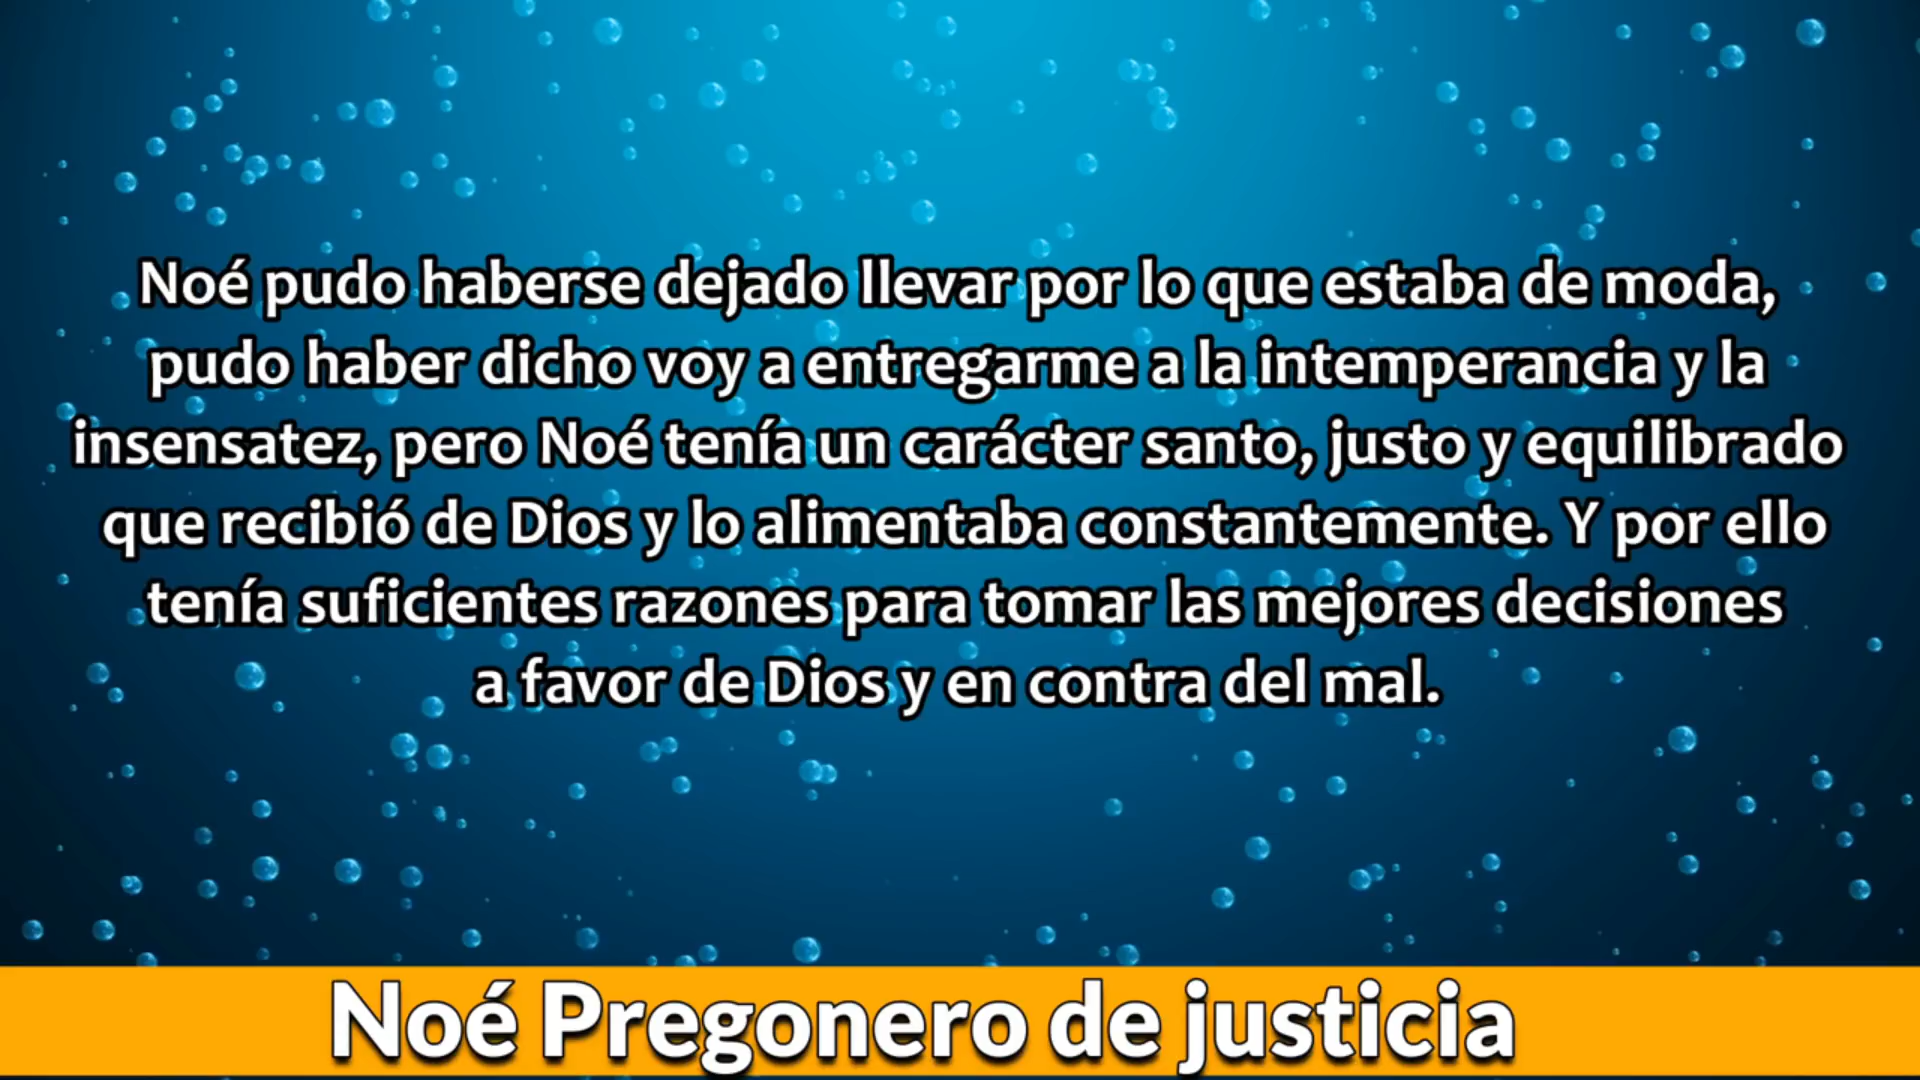 Noé pudo haberse dejado llevar por lo que estaba de moda,
pudo haber dicho voy a entregarme a la intemperancia y la
insensatez, pero Noé tenía un carácter santo, justo y equilibrado
que recibió de Dios y lo alimentaba constantemente. Y por ello
tenía suficientes razones para tomar las mejores decisiones
a favor de Dios y en contra del mal.
Noé Pregonero de justicia